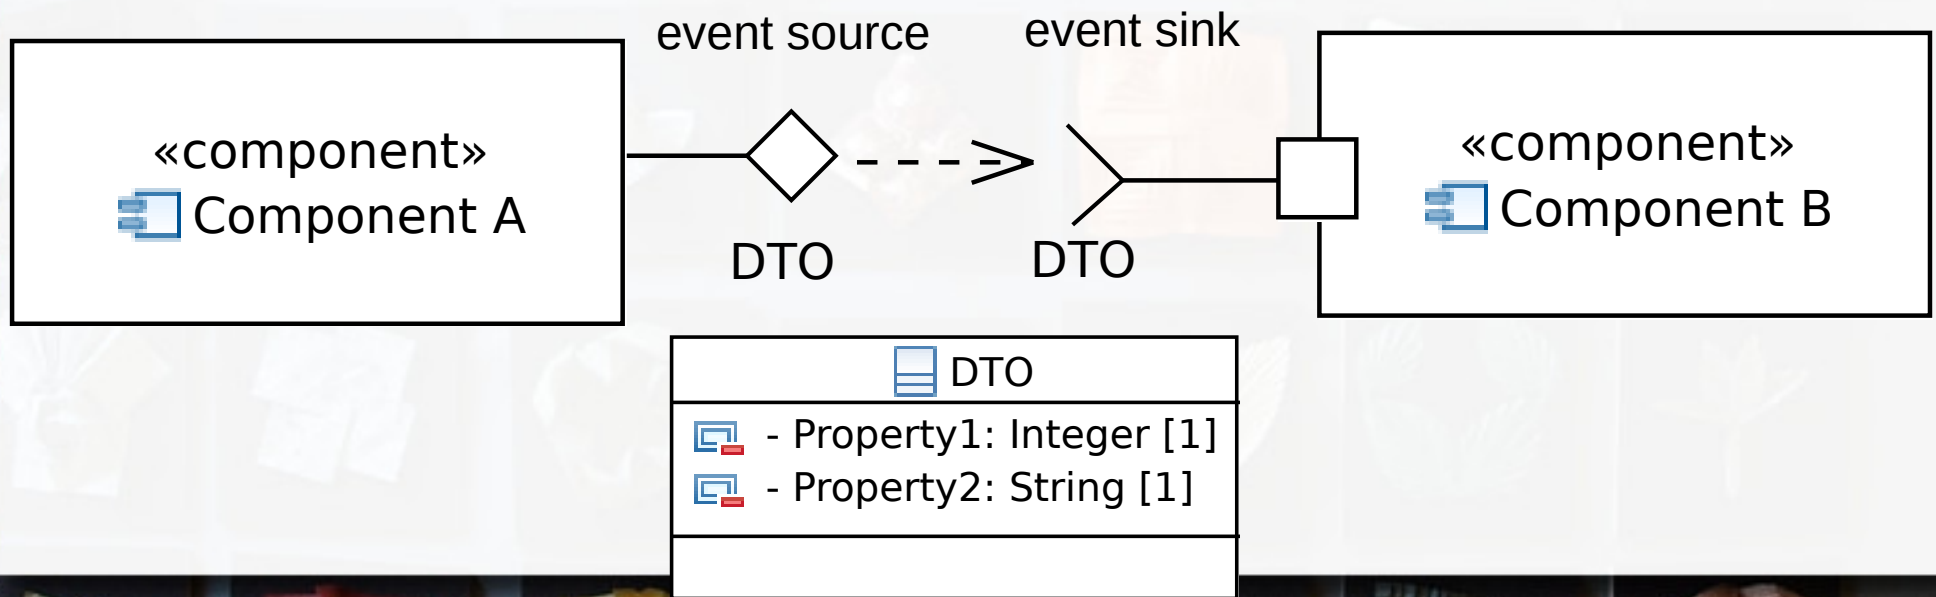 event source
event sink
«component»
Component A
«component»
Component B
DTO
DTO
DTO
- Property1: Integer [1]
- Property2: String [1]